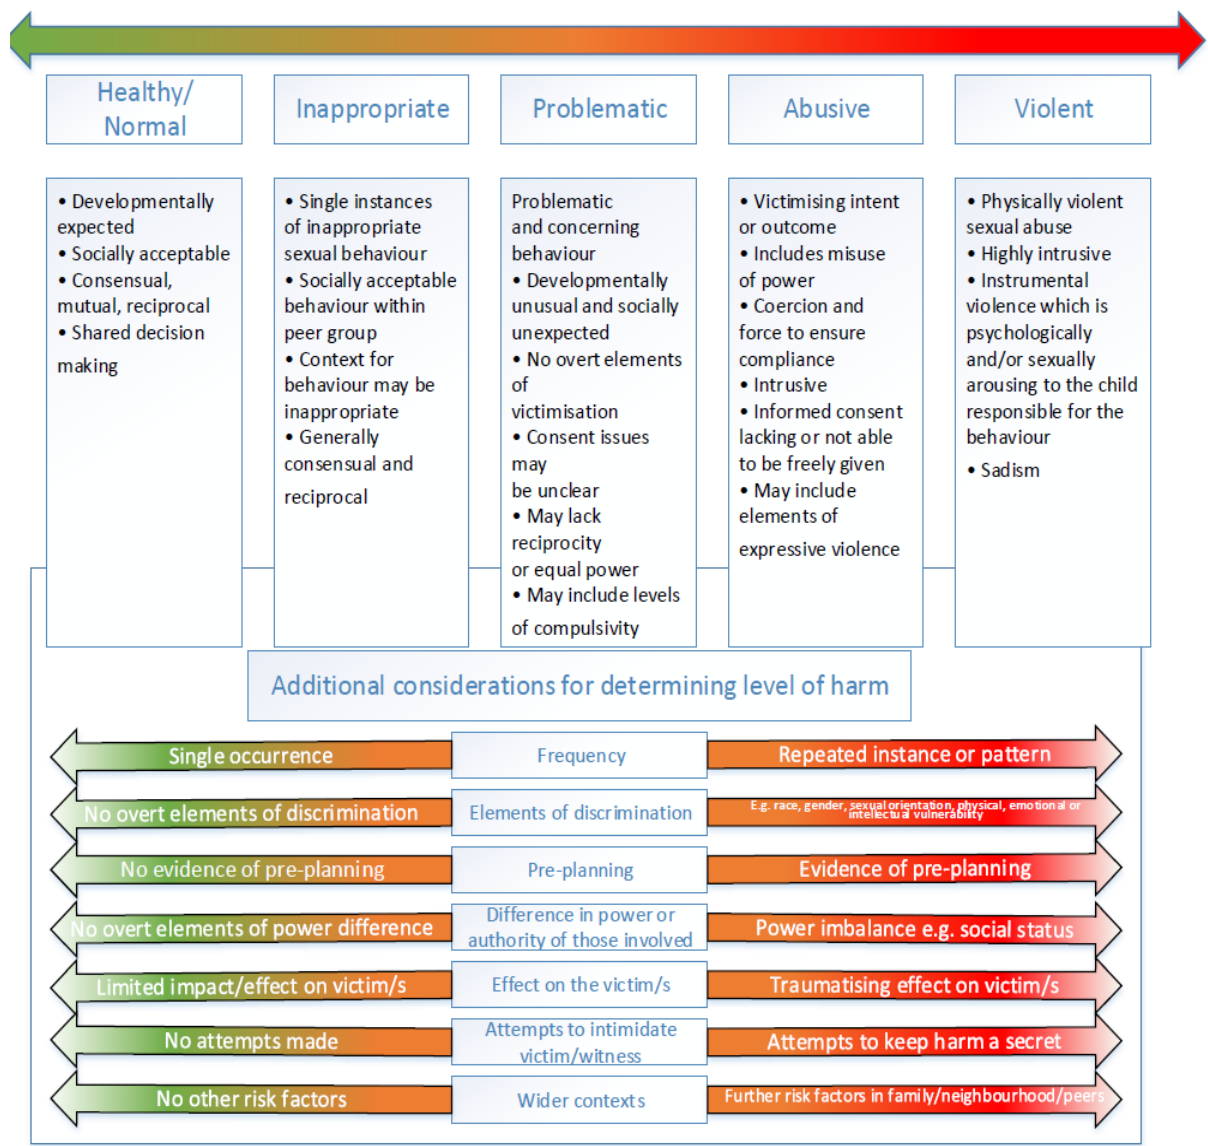 Healthy/
Normal
Inappropriate
Problematic
Abusive
Violent
• Developmentally
expected
• Socially acceptable
• Consensual,
mutual, reciprocal
• Shared decision
making
• Single instances
of inappropriate
sexual behaviour
• Socially acceptable
behaviour within
peer group
• Context for
behaviour may be
inappropriate
• Generally
consensual and
reciprocal
Problematic
and concerning
behaviour
• Developmentally
unusual and socially
unexpected
• No overt elements
of
victimisation
• Consent issues
may
be unclear
• May lack
reciprocity
or equal power
• May include levels
of compulsivity
• Victimising intent
or outcome
• Includes misuse
of power
• Coercion and
force to ensure
compliance
• Intrusive
• Informed consent
lacking or not able
to be freely given
• May include
elements of
expressive violence
• Physically violent
sexual abuse
• Highly intrusive
• Instrumental
violence which is
psychologically
and/or sexually
arousing to the child
responsible for the
behaviour
• Sadism
Additional considerations for determining level of harm
Single occurrence
Frequency
Repeated instance or pattern
No overt elements of discrimination
Elements of discrimination
E.g. race, gender, sexual orientation, physical, emotional or
intellectual vulnerability
No evidence of pre-planning
Pre-planning
Evidence of pre-planning
No overt elements of power difference
Difference in power or
authority of those involved
Power imbalance e.g. social status
Limited impact/effect on victim/s
Effect on the victim/s
Traumatising effect on victim/s
No attempts made
Attempts to intimidate
victim/witness
Attempts to keep harm a secret
No other risk factors
Wider contexts
Further risk factors in family/neighbourhood/peers